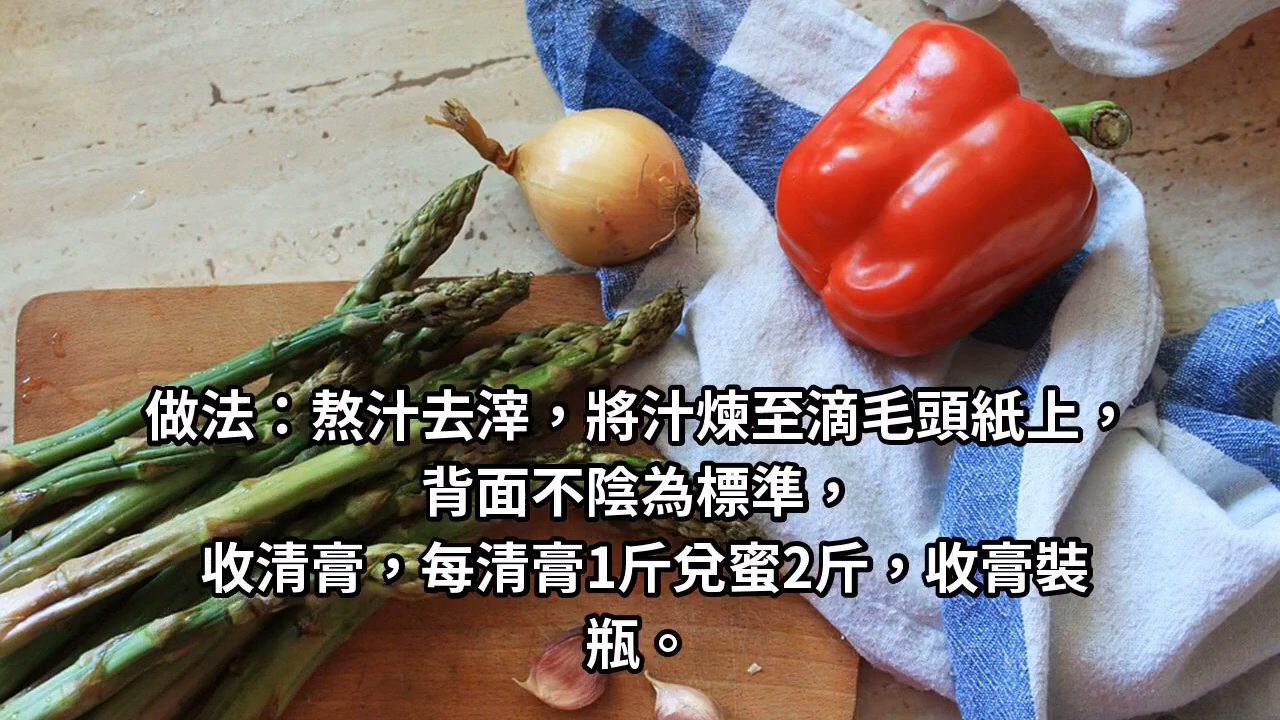 做法：熬汁去滓，將汁煉至滴毛頭紙上，
背面不陰為標準，
收清膏，每清膏1斤兌蜜2斤，收膏裝
瓶。